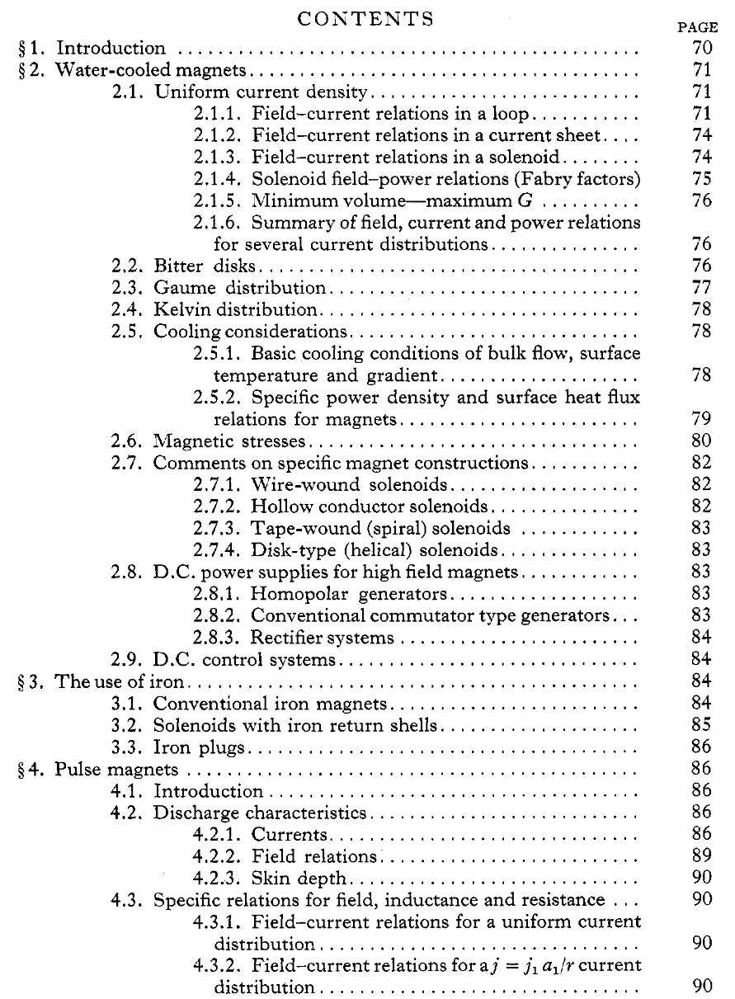 CONTENTS
PAGE
§ 1. Introduction ............................................. 70
§ 2. Water-cooled magnets...................................... 71
2.1. Uniform current density........................... 71
2.1.1. Field–current relations in a loop........... 71
2.1.2. Field–current relations in a current sheet.... 74
2.1.3. Field–current relations in a solenoid........ 74
2.1.4. Solenoid field–power relations (Fabry factors) 75
2.1.5. Minimum volume—maximum G .......... 76
2.1.6. Summary of field, current and power relations
for several current distributions............... 76
2.2. Bitter disks..................................... 76
2.3. Gaume distribution............................... 77
2.4. Kelvin distribution................................ 78
2.5. Cooling considerations............................. 78
2.5.1. Basic cooling conditions of bulk flow, surface
temperature and gradient.................... 78
2.5.2. Specific power density and surface heat flux
relations for magnets........................ 79
2.6. Magnetic stresses................................. 80
2.7. Comments on specific magnet constructions........... 82
2.7.1. Wire-wound solenoids................... 82
2.7.2. Hollow conductor solenoids............... 82
2.7.3. Tape-wound (spiral) solenoids ............ 83
2.7.4. Disk-type (helical) solenoids.............. 83
2.8. D.C. power supplies for high field magnets............ 83
2.8.1. Homopolar generators................... 83
2.8.2. Conventional commutator type generators... 83
2.8.3. Rectifier systems ........................ 84
2.9. D.C. control systems.............................. 84
§ 3. The use of iron............................................ 84
3.1. Conventional iron magnets......................... 84
3.2. Solenoids with iron return shells.................... 85
3.3. Iron plugs....................................... 86
§ 4. Pulse magnets ............................................ 86
4.1. Introduction ..................................... 86
4.2. Discharge characteristics........................... 86
4.2.1. Currents............................... 86
4.2.2. Field relations.......................... 89
4.2.3. Skin depth............................. 90
4.3. Specific relations for field, inductance and resistance ... 90
4.3.1. Field–current relations for a uniform current
distribution................................ 90
4.3.2. Field–current relations for a j = j₁ a₁/r current
distribution................................ 90